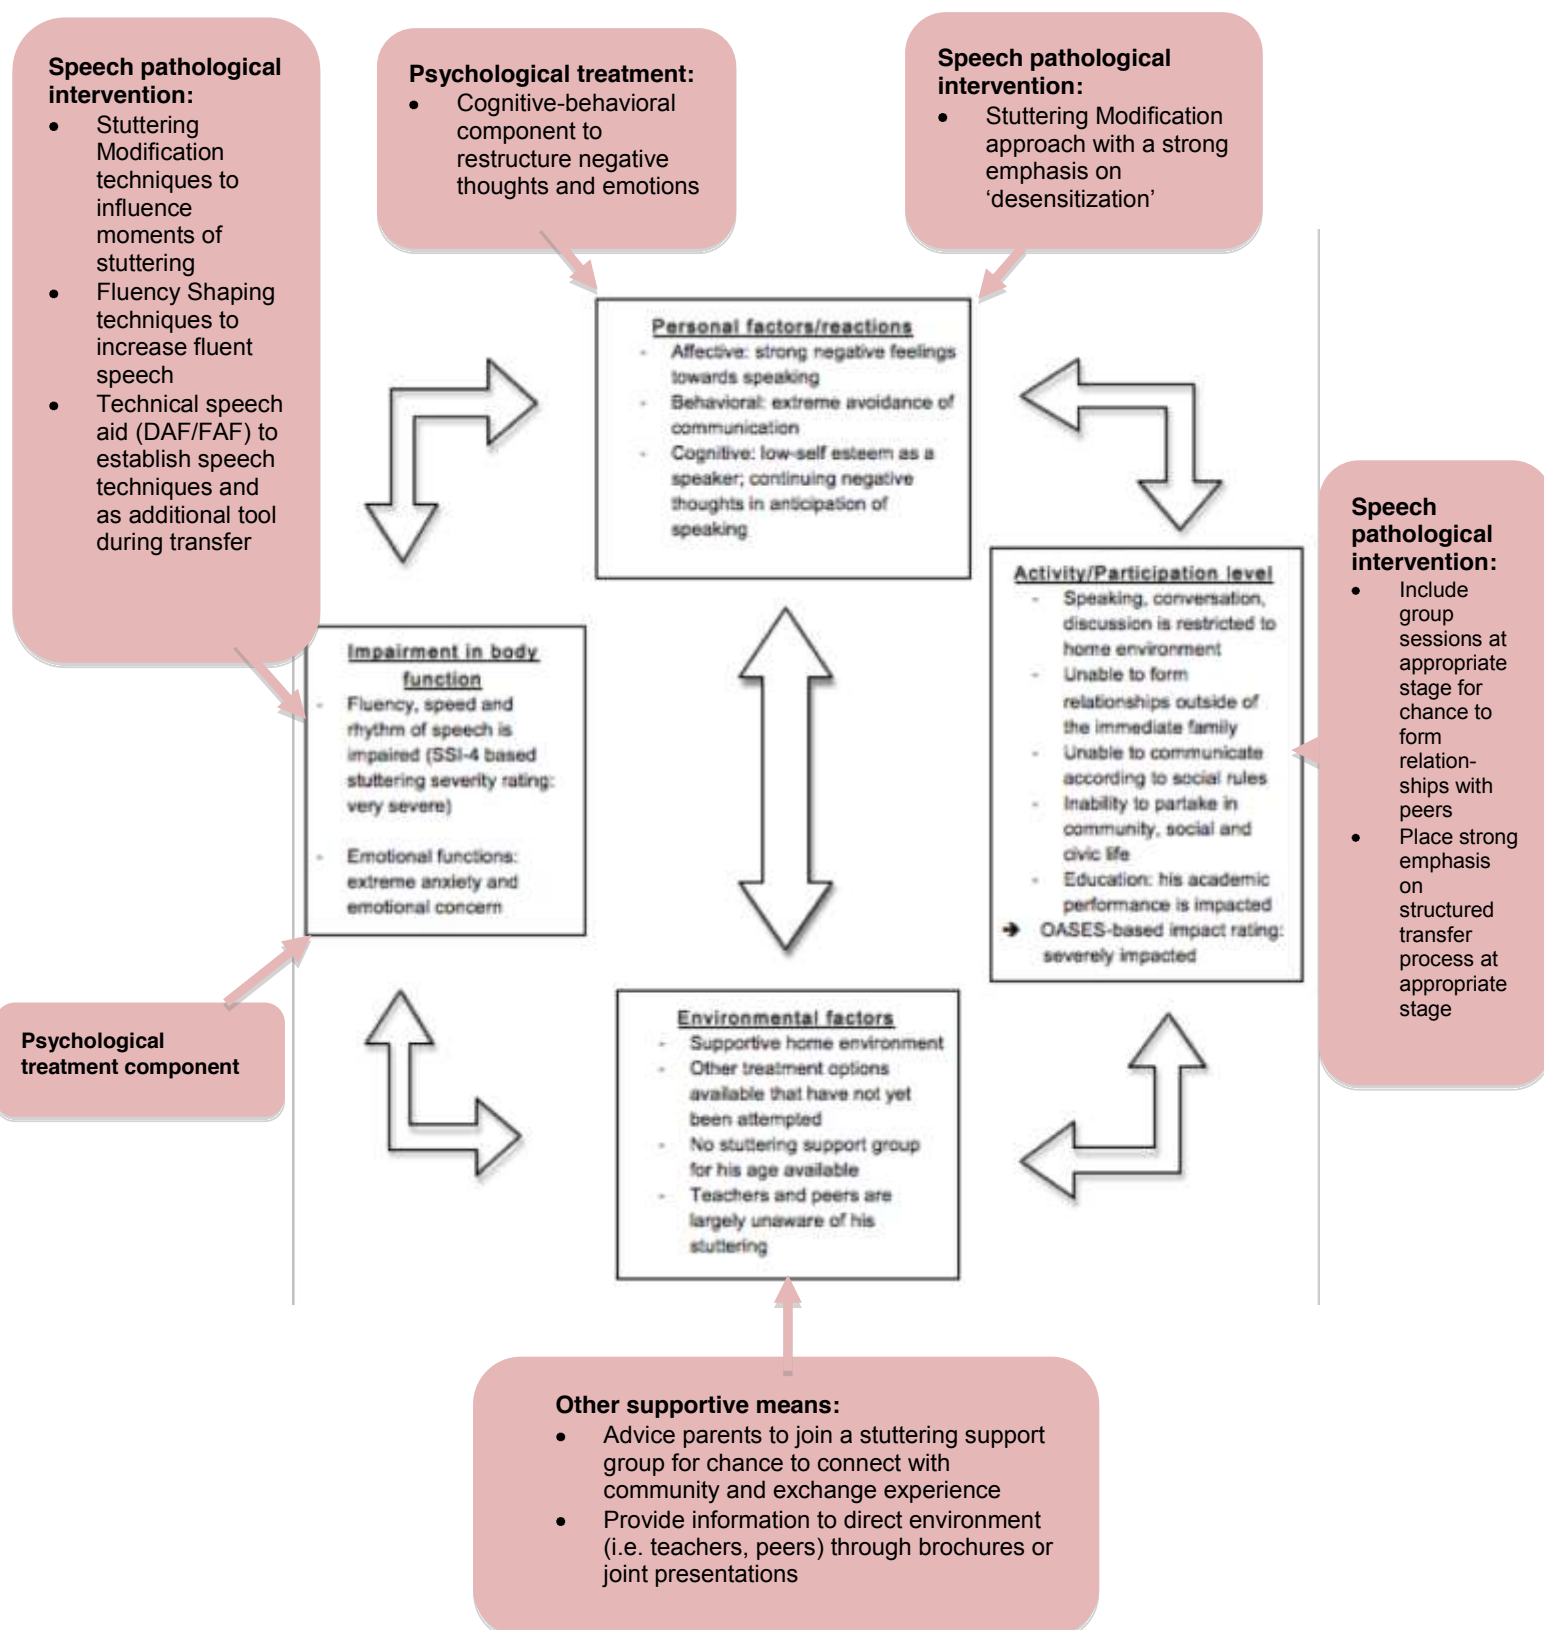 Speech pathological
intervention:
• Stuttering
Modification
techniques to
influence
moments of
stuttering
• Fluency Shaping
techniques to
increase fluent
speech
• Technical speech
aid (DAF/FAF) to
establish speech
techniques and
as additional tool
during transfer
Psychological treatment:
• Cognitive-behavioral
component to
restructure negative
thoughts and emotions
Speech pathological
intervention:
• Stuttering Modification
approach with a strong
emphasis on
‘desensitization’
Personal factors/reactions
- Affective: strong negative feelings
towards speaking
- Behavioral: extreme avoidance of
communication
- Cognitive: low-self esteem as a
speaker; continuing negative
thoughts in anticipation of
speaking
Impairment in body
function
- Fluency, speed and
rhythm of speech is
impaired (SSI-4 based
stuttering severity rating:
very severe)
- Emotional functions:
extreme anxiety and
emotional concern
Activity/Participation level
- Speaking, conversation,
discussion is restricted to
home environment
- Unable to form
relationships outside of
the immediate family
- Unable to communicate
according to social rules
- Inability to partake in
community, social and
civic life
- Education: his academic
performance is impacted
➔ OASES-based impact rating:
severely impacted
Speech
pathological
intervention:
• Include
group
sessions at
appropriate
stage for
chance to
form
relation-
ships with
peers
• Place strong
emphasis
on
structured
transfer
process at
appropriate
stage
Psychological
treatment component
Environmental factors
- Supportive home environment
- Other treatment options
available that have not yet
been attempted
- No stuttering support group
for his age available
- Teachers and peers are
largely unaware of his
stuttering
Other supportive means:
• Advice parents to join a stuttering support
group for chance to connect with
community and exchange experience
• Provide information to direct environment
(i.e. teachers, peers) through brochures or
joint presentations